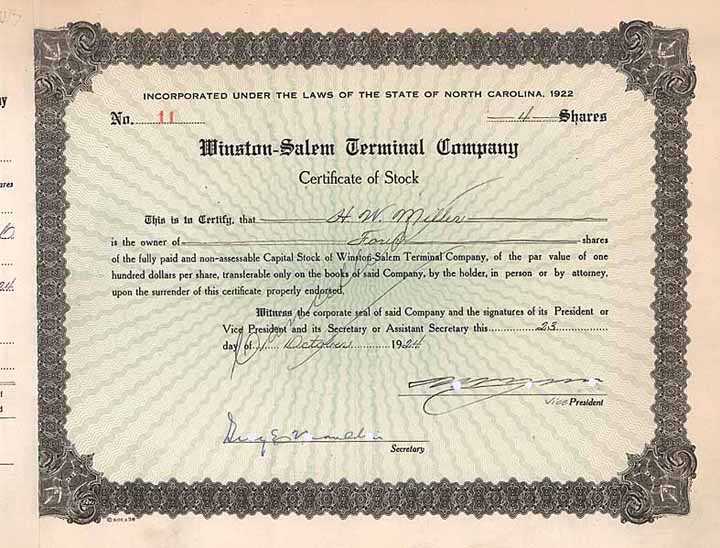 INCORPORATED UNDER THE LAWS OF THE STATE OF NORTH CAROLINA, 1922
No. 11 4 Shares
Winston-Salem Terminal Company
Certificate of Stock
This is to Certify, that H. W. Miller
is the owner of Four shares
of the fully paid and non-assessable Capital Stock of Winston-Salem Terminal Company, of the par value of one
hundred dollars per share, transferable only on the books of said Company, by the holder, in person or by attorney,
upon the surrender of this certificate properly endorsed.
Witness the corporate seal of said Company and the signatures of its President or
Vice President and its Secretary or Assistant Secretary this 23
day of October 1924
Vice President
Secretary